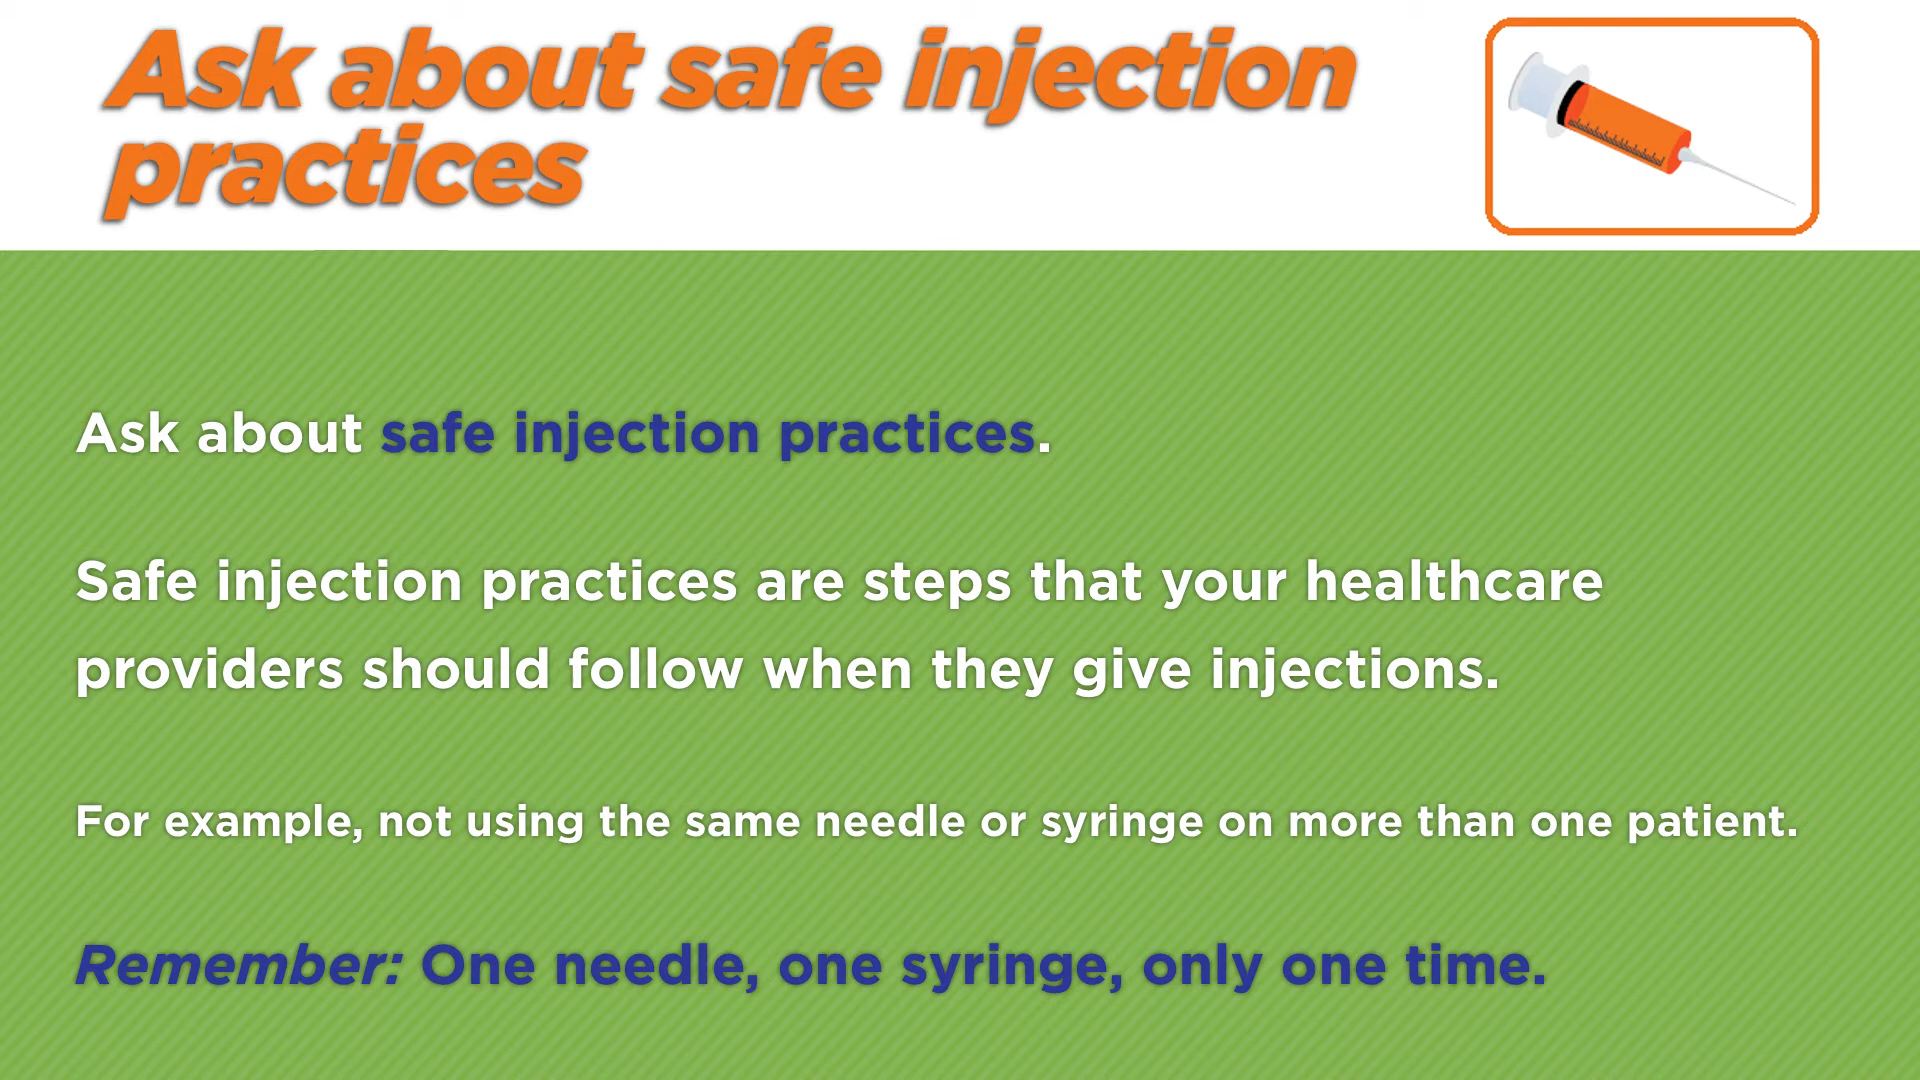 Ask about safe injection
practices
Ask about safe injection practices.
Safe injection practices are steps that your healthcare
providers should follow when they give injections.
For example, not using the same needle or syringe on more than one patient.
Remember: One needle, one syringe, only one time.